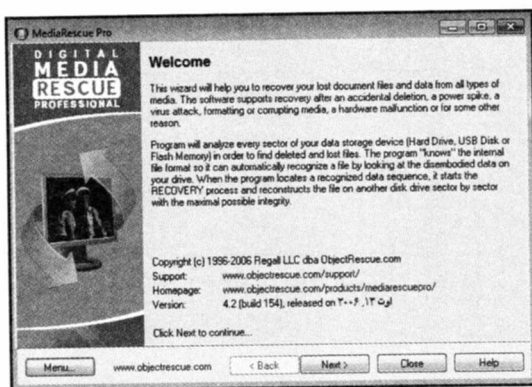 MediaRescue Pro
DIGITAL
MEDIA
RESCUE
PROFESSIONAL
Welcome
This wizard will help you to recover your lost document files and data from all types of
media. The software supports recovery after an accidental deletion, a power spike, a
virus attack, formatting or corrupting media, a hardware malfunction or for some other
reason.
Program will analyze every sector of your data storage device (Hard Drive, USB Disk or
Flash Memory) in order to find deleted and lost files. The program "knows" the internal
file format so it can automatically recognize a file by looking at the disembodied data on
your drive. When the program locates a recognized data sequence, it starts the
RECOVERY process and reconstructs the file on another disk drive sector by sector
with the maximal possible integrity.
Copyright (c) 1996-2006 Regall LLC dba ObjectRescue.com
Support: www.objectrescue.com/support/
Homepage: www.objectrescue.com/products/mediarescuepro/
Version: 4.2 (build 154), released on اوت ۱۳, ۲۰۰۶
Click Next to continue...
Menu... www.objectrescue.com < Back Next > Close Help